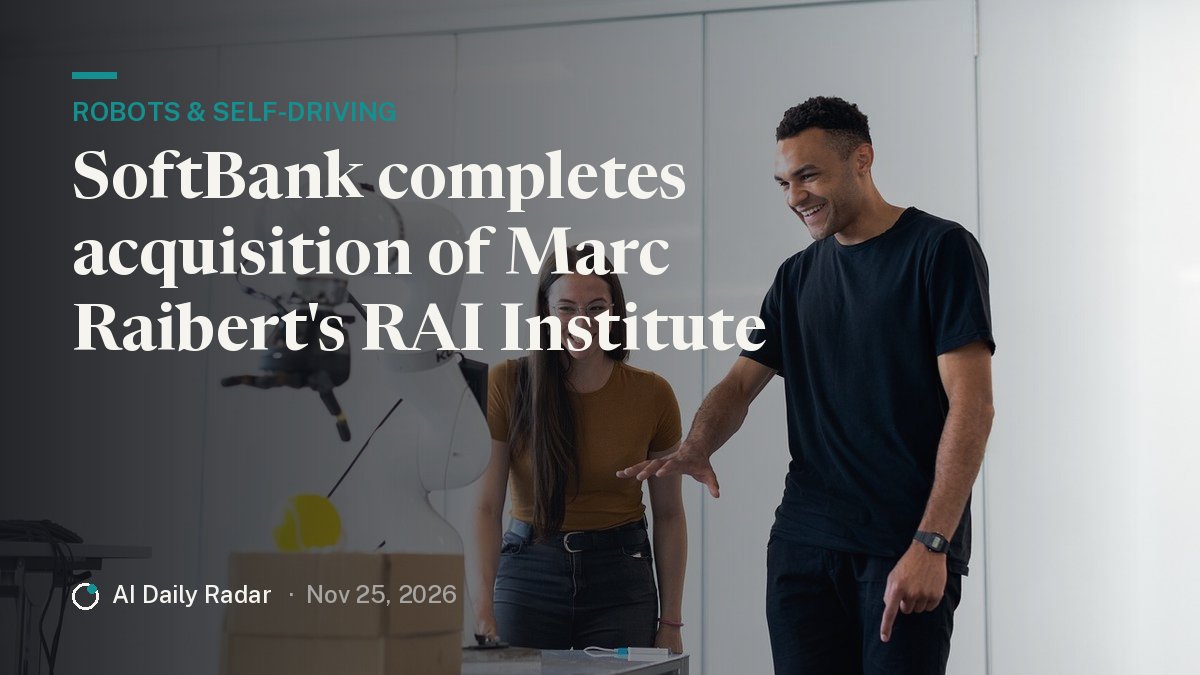 ROBOTS & SELF-DRIVING
SoftBank completes
acquisition of Marc
Raibert's RAI Institute
AI Daily Radar · Nov 25, 2026